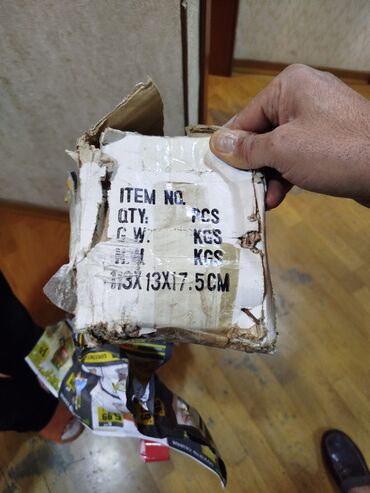 ITEM NO.
QTY: PCS
G.W. KGS
N.W. KGS
13X13X17.5CM